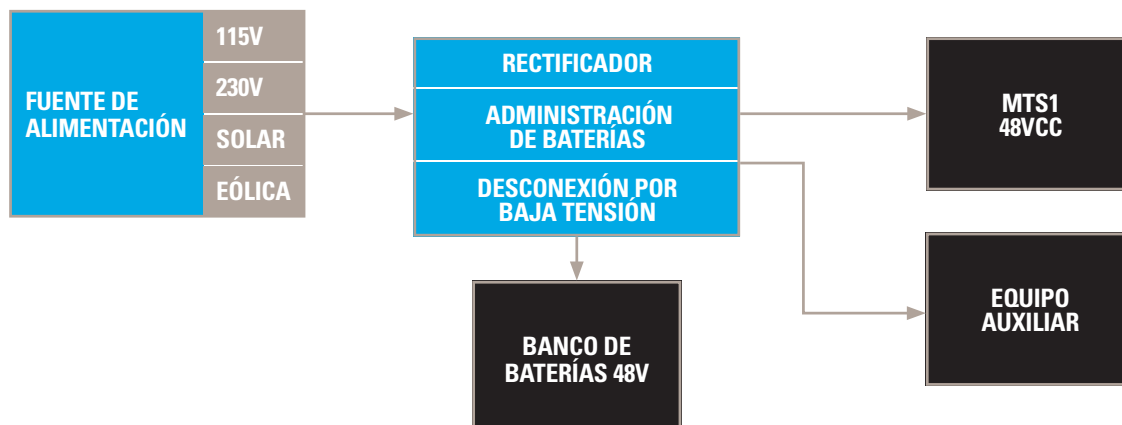 FUENTE DE
ALIMENTACIÓN
115V
230V
SOLAR
EÓLICA
RECTIFICADOR
ADMINISTRACIÓN
DE BATERÍAS
DESCONEXIÓN POR
BAJA TENSIÓN
MTS1
48VCC
EQUIPO
AUXILIAR
BANCO DE
BATERÍAS 48V